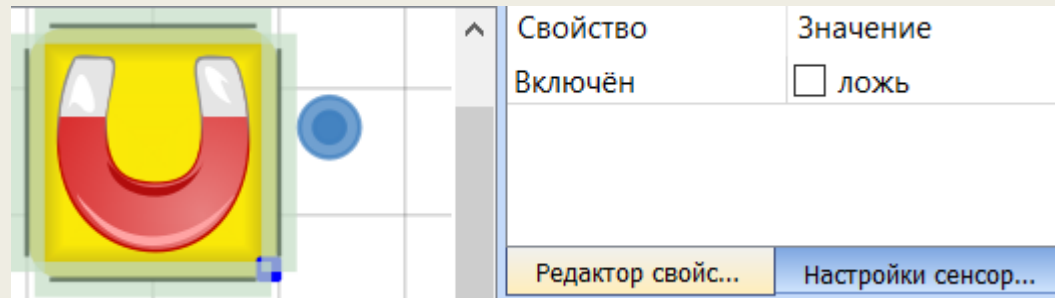 Свойство Значение
Включён ложь
Редактор свойс... Настройки сенсор...